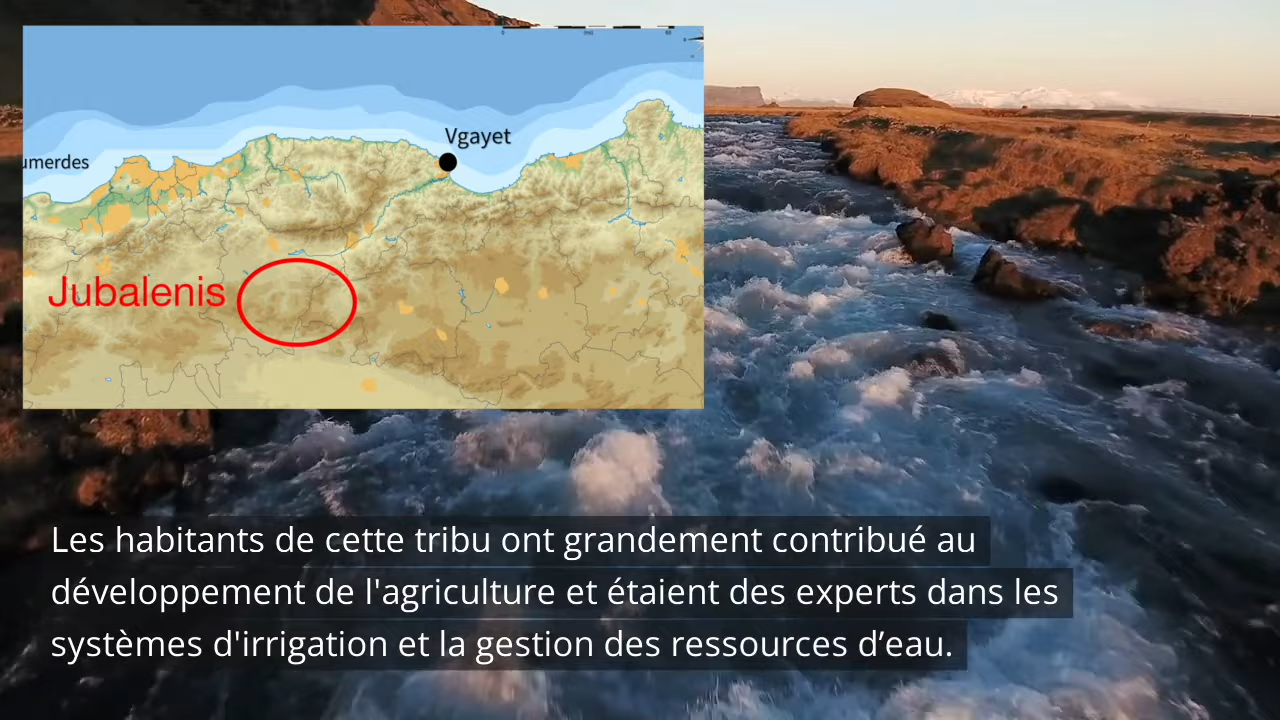 Vgayet
umerdes
Jubalenis
Les habitants de cette tribu ont grandement contribué au
développement de l'agriculture et étaient des experts dans les
systèmes d'irrigation et la gestion des ressources d’eau.